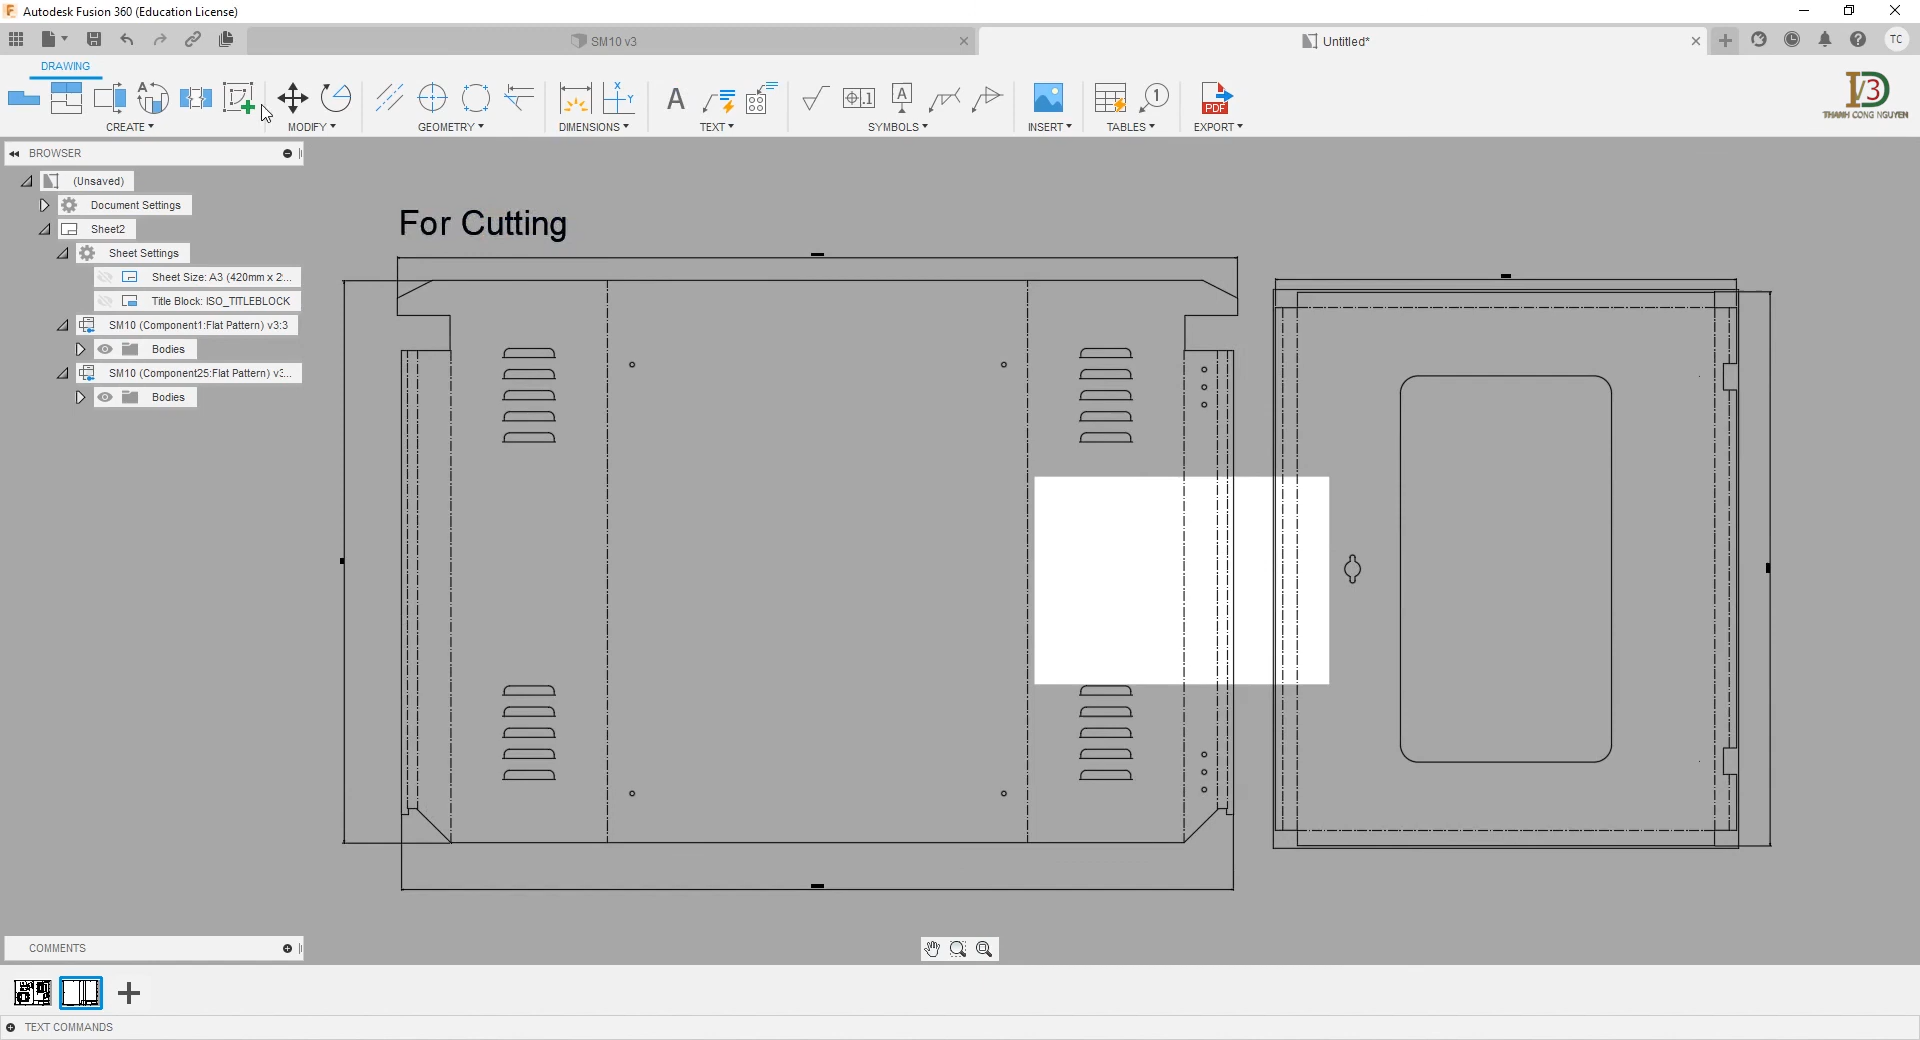 Autodesk Fusion 360 (Education License)
SM10 v3
Untitled*
TC
DRAWING
CREATE
MODIFY
GEOMETRY
DIMENSIONS
TEXT
SYMBOLS
INSERT
TABLES
EXPORT
PDF
V3
THANH CONG NGUYEN
BROWSER
(Unsaved)
Document Settings
Sheet2
Sheet Settings
Sheet Size: A3 (420mm x 2...
Title Block: ISO_TITLEBLOCK
SM10 (Component1:Flat Pattern) v3:3
Bodies
SM10 (Component25:Flat Pattern) v3...
Bodies
For Cutting
COMMENTS
TEXT COMMANDS